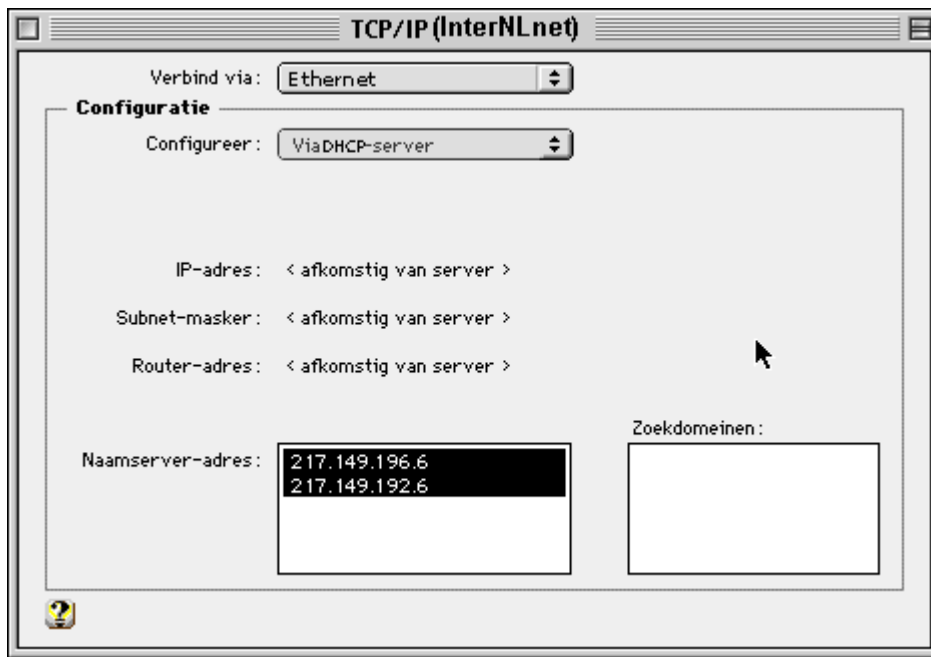 TCP/IP (InterNLnet)
Verbind via: Ethernet
Configuratie
Configureer: Via DHCP-server
IP-adres: < afkomstig van server >
Subnet-masker: < afkomstig van server >
Router-adres: < afkomstig van server >
Zoekdomeinen:
Naamserver-adres: 217.149.196.6
217.149.192.6
?